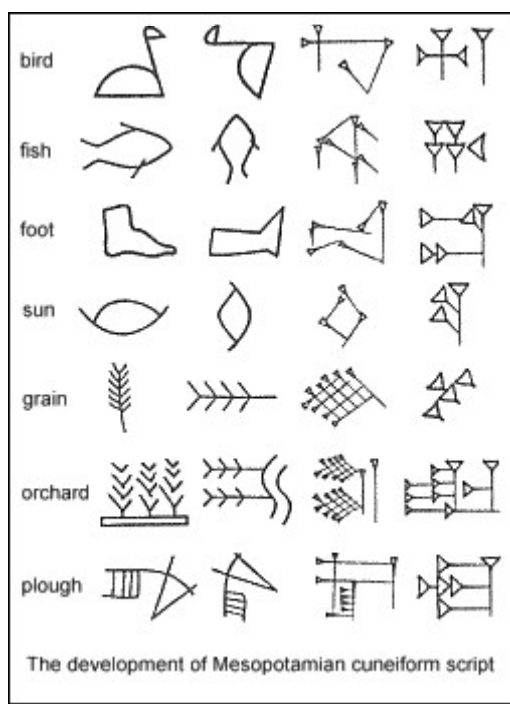 bird
fish
foot
sun
grain
orchard
plough
The development of Mesopotamian cuneiform script